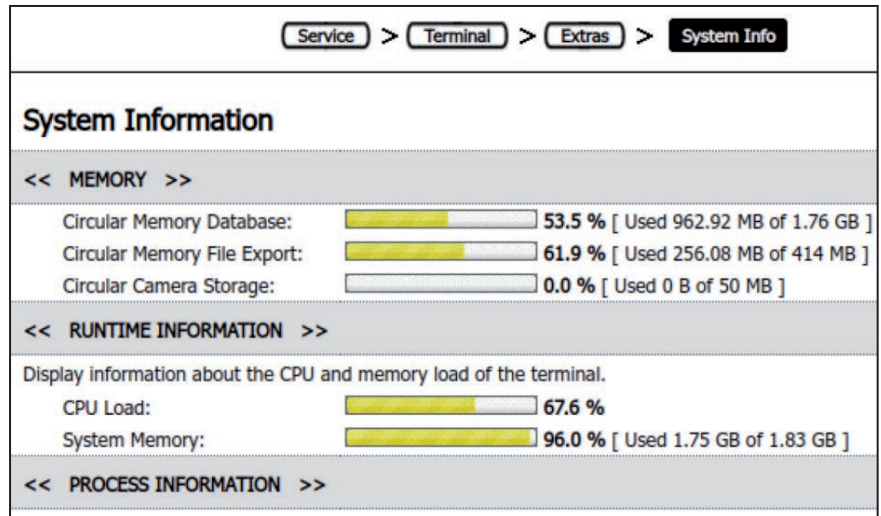 Service > Terminal > Extras > System Info
System Information
<< MEMORY >>
Circular Memory Database: 53.5 % [ Used 962.92 MB of 1.76 GB ]
Circular Memory File Export: 61.9 % [ Used 256.08 MB of 414 MB ]
Circular Camera Storage: 0.0 % [ Used 0 B of 50 MB ]
<< RUNTIME INFORMATION >>
Display information about the CPU and memory load of the terminal.
CPU Load: 67.6 %
System Memory: 96.0 % [ Used 1.75 GB of 1.83 GB ]
<< PROCESS INFORMATION >>